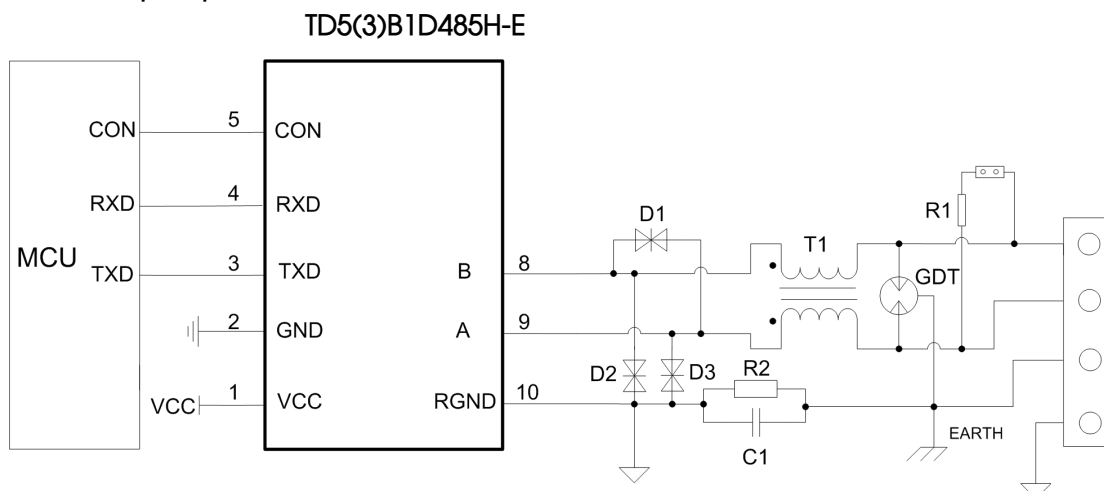 TD5(3)B1D485H-E
MCU
CON 5 CON
RXD 4 RXD
TXD 3 TXD
2 GND
VCC 1 VCC
B 8
A 9
RGND 10
D1
D2
D3
T1
R1
GDT
R2
C1
EARTH